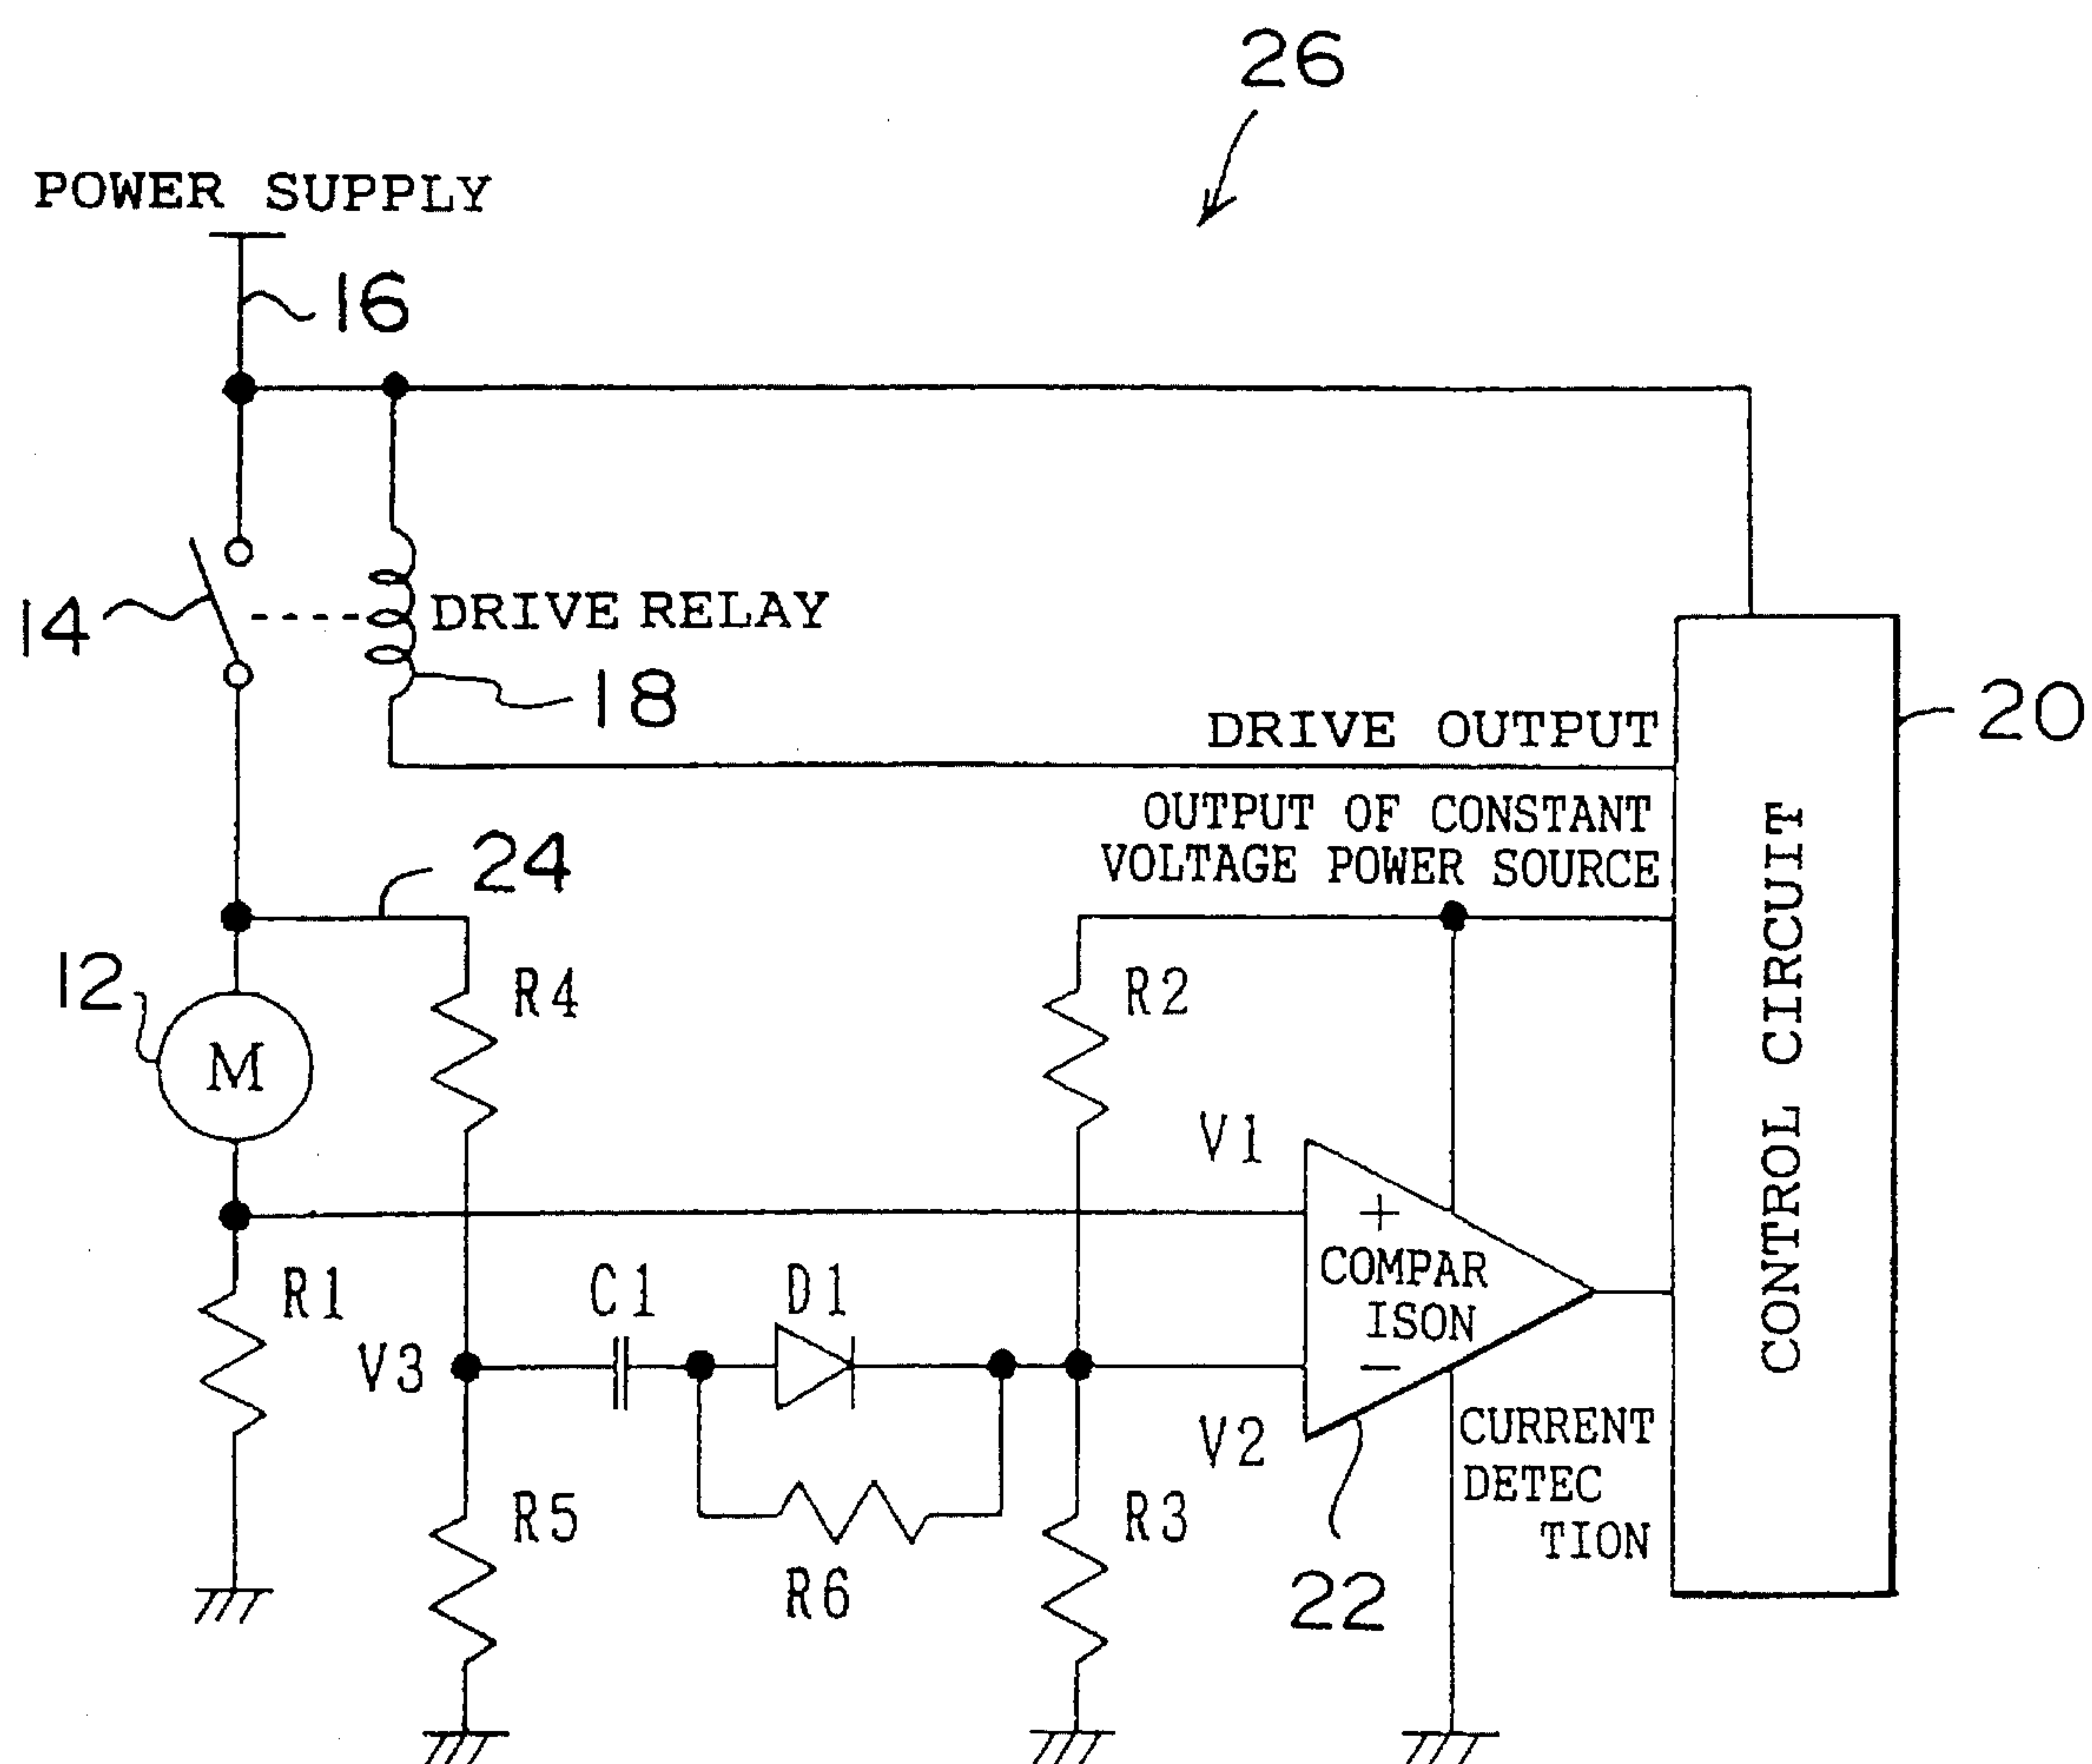 26
POWER SUPPLY
16
14
DRIVE RELAY
18
DRIVE OUTPUT
20
OUTPUT OF CONSTANT
VOLTAGE POWER SOURCE
24
12
M
R4
R2
CONTROL CIRCUIT
V1
+
COMPAR
ISON
−
R1
C1
D1
V3
V2
CURRENT
DETEC
TION
R5
R6
R3
22